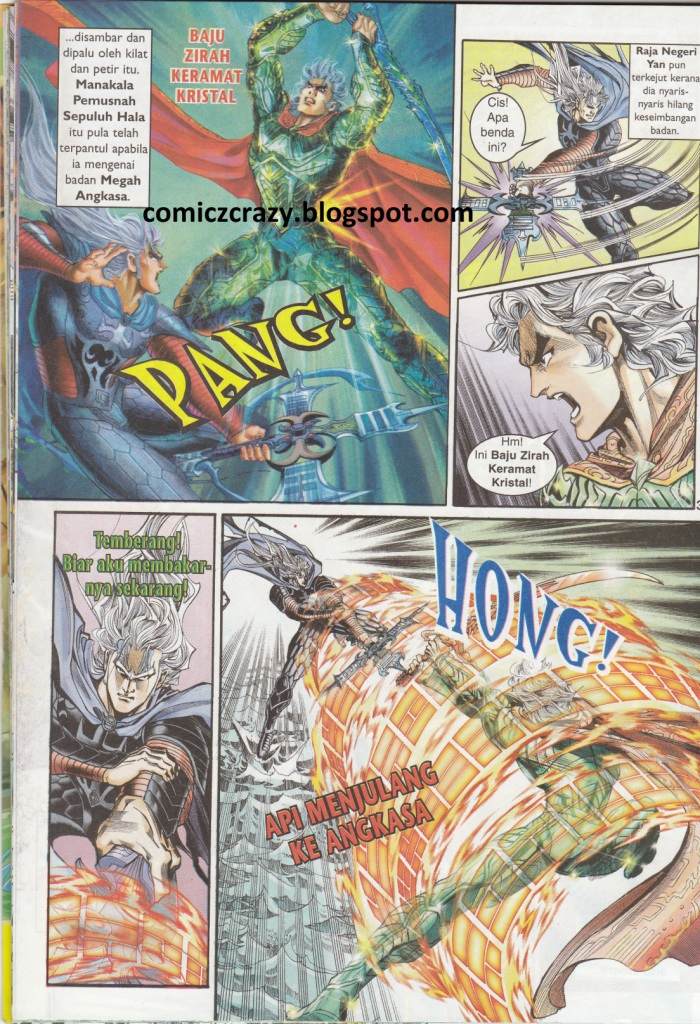 ...disambar dan
dipalu oleh kilat
dan petir itu.
Manakala
Pemusnah
Sepuluh Hala
itu pula telah
terpantul apabila
ia mengenai
badan Megah
Angkasa.
BAJU
ZIRAH
KERAMAT
KRISTAL
comiczcrazy.blogspot.com
PANG!
Raja Negeri
Yan pun
terkejut kerana
dia nyaris-
nyaris hilang
keseimbangan
badan.
Cis!
Apa
benda
ini?
Hm!
Ini Baju Zirah
Keramat
Kristal!
Temberang!
Biar aku membakar-
nya sekarang!
HONG!
API MENJULANG
KE ANGKASA